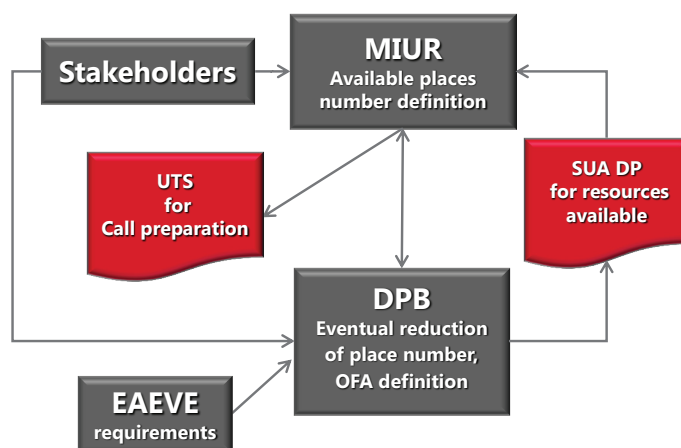 Stakeholders
MIUR
Available places
number definition
UTS
for
Call preparation
SUA DP
for resources
available
DPB
Eventual reduction
of place number,
OFA definition
EAEVE
requirements